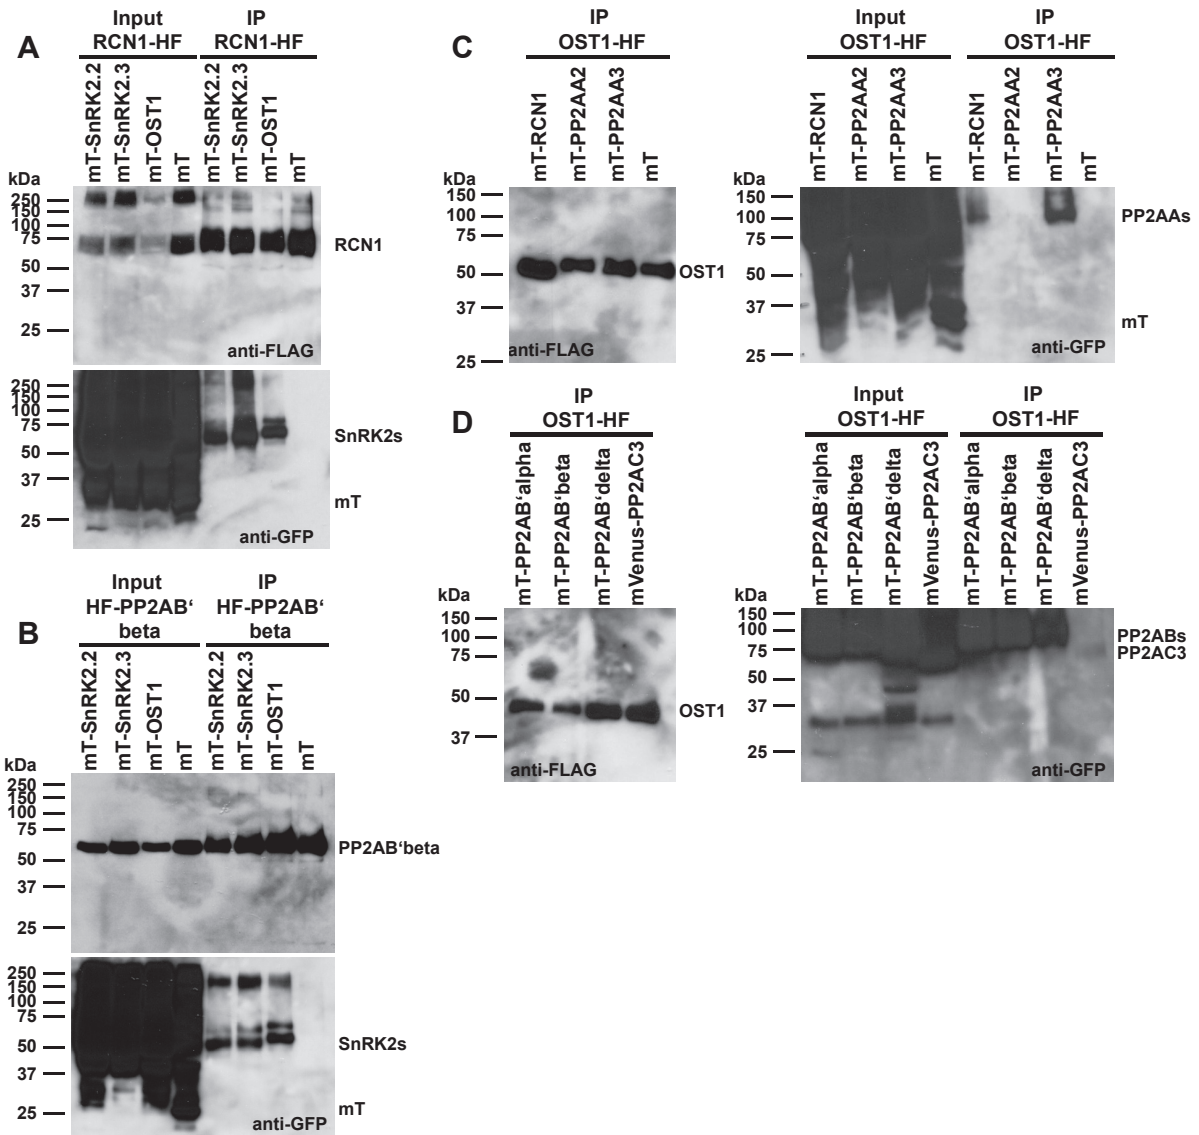 A
Input
RCN1-HF
IP
RCN1-HF
mT-SnRK2.2
mT-SnRK2.3
mT-OST1
mT
mT-SnRK2.2
mT-SnRK2.3
mT-OST1
mT
kDa
250
150
100
75
50
37
25
RCN1
anti-FLAG
250
150
100
75
50
37
25
SnRK2s
mT
anti-GFP
B
Input
HF-PP2AB‘
beta
IP
HF-PP2AB‘
beta
mT-SnRK2.2
mT-SnRK2.3
mT-OST1
mT
mT-SnRK2.2
mT-SnRK2.3
mT-OST1
mT
kDa
250
150
100
75
50
37
25
PP2AB‘beta
250
150
100
75
50
37
25
SnRK2s
mT
anti-GFP
C
IP
OST1-HF
mT-RCN1
mT-PP2AA2
mT-PP2AA3
mT
kDa
150
100
75
50
37
25
OST1
anti-FLAG
Input
OST1-HF
IP
OST1-HF
mT-RCN1
mT-PP2AA2
mT-PP2AA3
mT
mT-RCN1
mT-PP2AA2
mT-PP2AA3
mT
kDa
150
100
75
50
37
25
PP2AAs
mT
anti-GFP
D
IP
OST1-HF
mT-PP2AB‘alpha
mT-PP2AB‘beta
mT-PP2AB‘delta
mVenus-PP2AC3
kDa
150
100
75
50
37
OST1
anti-FLAG
Input
OST1-HF
IP
OST1-HF
mT-PP2AB‘alpha
mT-PP2AB‘beta
mT-PP2AB‘delta
mVenus-PP2AC3
mT-PP2AB‘alpha
mT-PP2AB‘beta
mT-PP2AB‘delta
mVenus-PP2AC3
kDa
150
100
75
50
37
25
PP2ABs
PP2AC3
anti-GFP